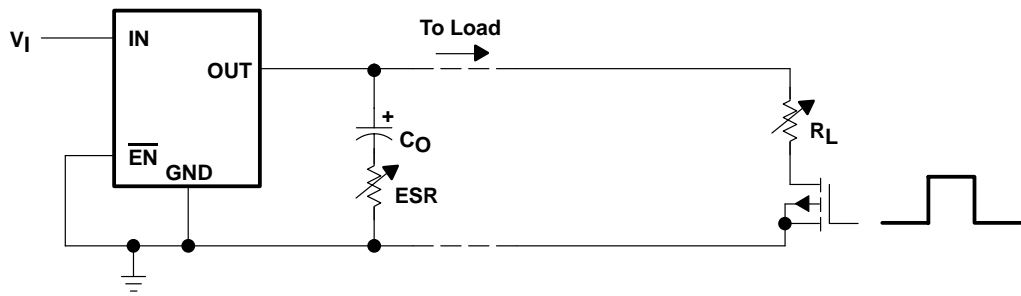 To Load
V_I
IN
OUT
+
C_O
R_L
EN̅
GND
ESR